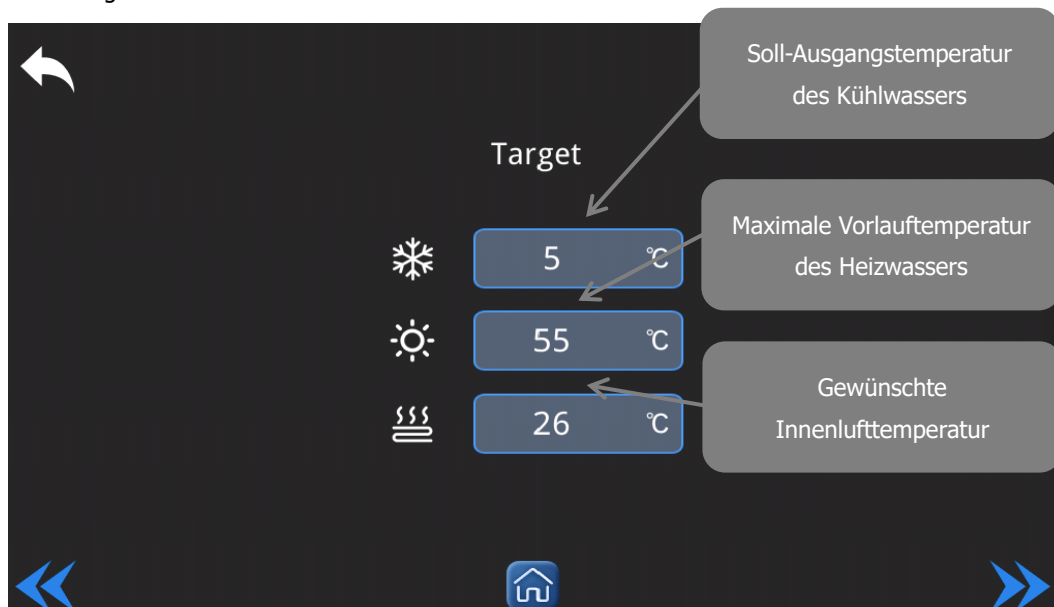 Soll-Ausgangstemperatur
des Kühlwassers
Target
5 ℃
Maximale Vorlauftemperatur
des Heizwassers
55 ℃
Gewünschte
Innenlufttemperatur
26 ℃